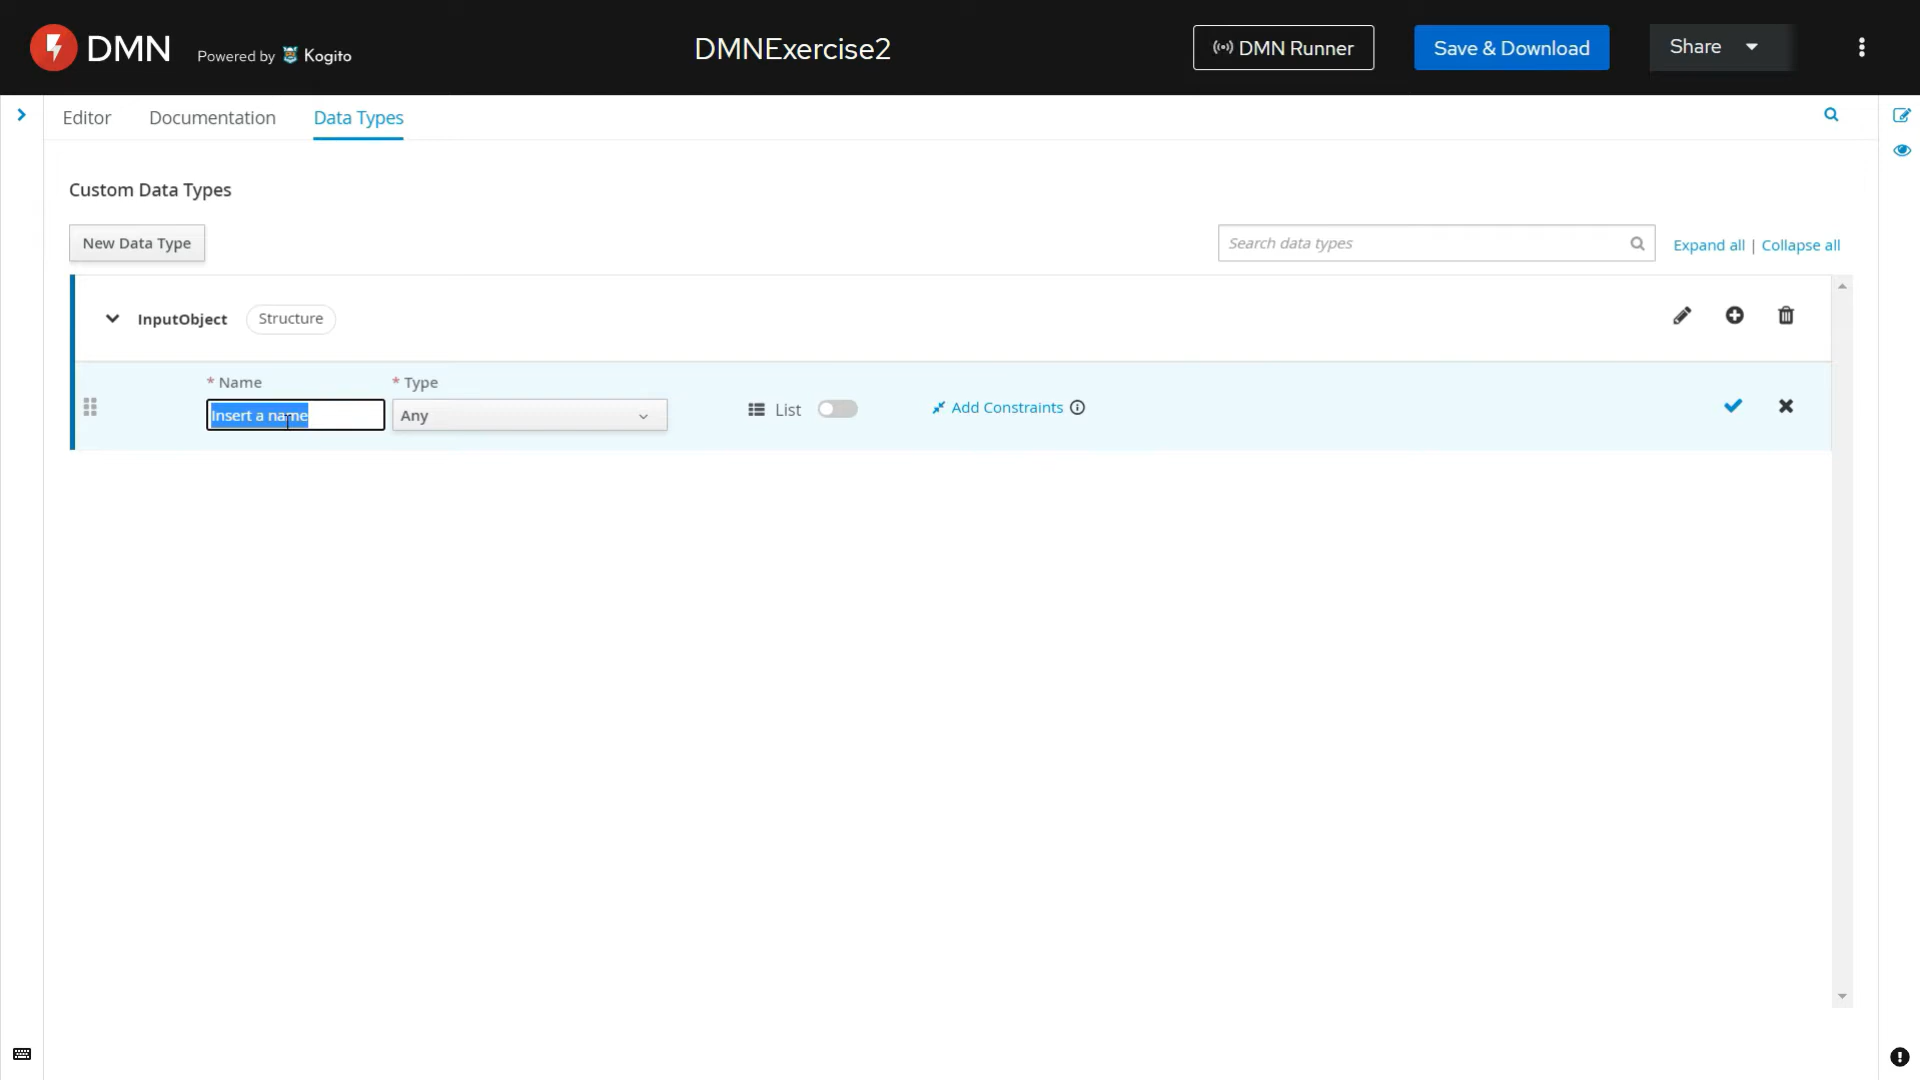 DMN Powered by Kogito DMNExercise2 DMN Runner Save & Download Share
Editor Documentation Data Types
Custom Data Types
New Data Type Search data types Expand all | Collapse all
InputObject Structure
* Name * Type
Insert a name Any List Add Constraints